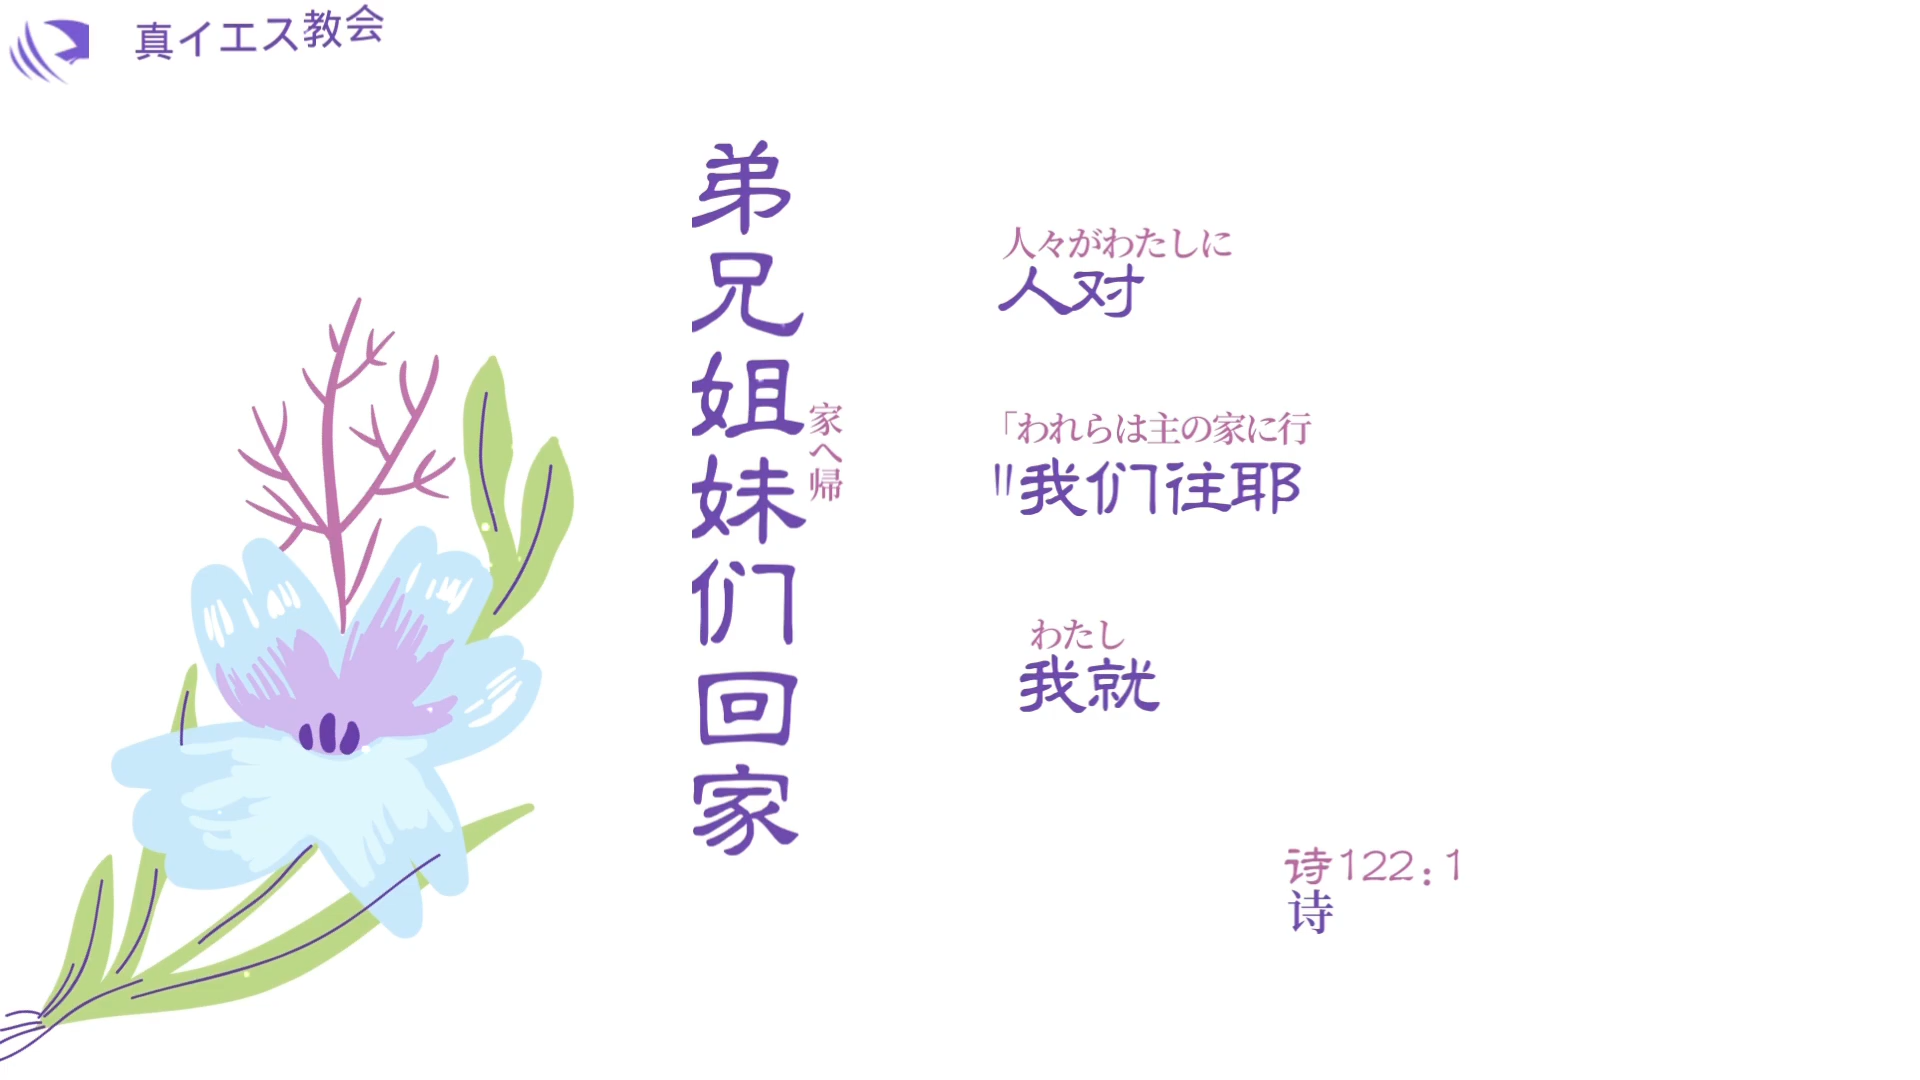 真イエス教会
弟兄姐妹们回家
家へ帰
人々がわたしに
人对
「われらは主の家に行
"我们往耶
わたし
我就
诗122:1
诗